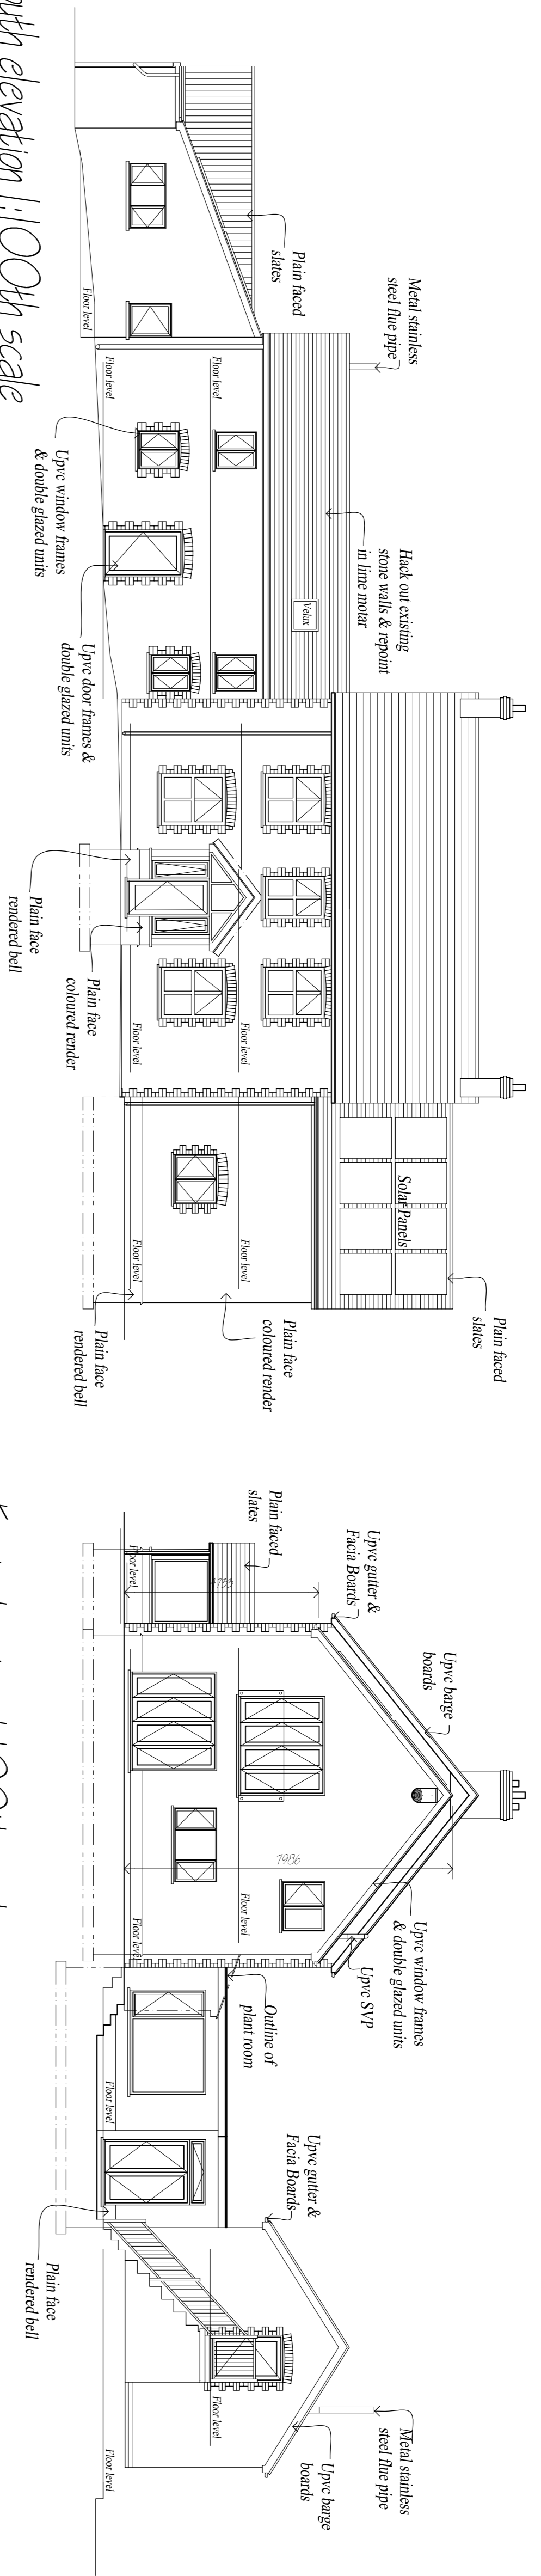 Metal stainless
steel flue pipe
Plain faced
slates
Hack out existing
stone walls & repoint
in lime motar
Velux
Solar Panels
Plain faced
slates
Floor level
Floor level
Floor level
Floor level
Floor level
Floor level
Floor level
Upvc window frames
& double glazed units
Upvc door frames &
double glazed units
Plain face
rendered bell
Plain face
coloured render
Plain face
coloured render
Plain face
rendered bell
elevation 1:100th scale
Plain faced
slates
Upvc gutter &
Facia Boards
Upvc barge
boards
Upvc window frames
& double glazed units
Upvc SVP
Outline of
plant room
Upvc gutter &
Facia Boards
Metal stainless
steel flue pipe
Upvc barge
boards
7986
Floor level
Floor level
Floor level
Floor level
Floor level
Floor level
Plain face
rendered bell